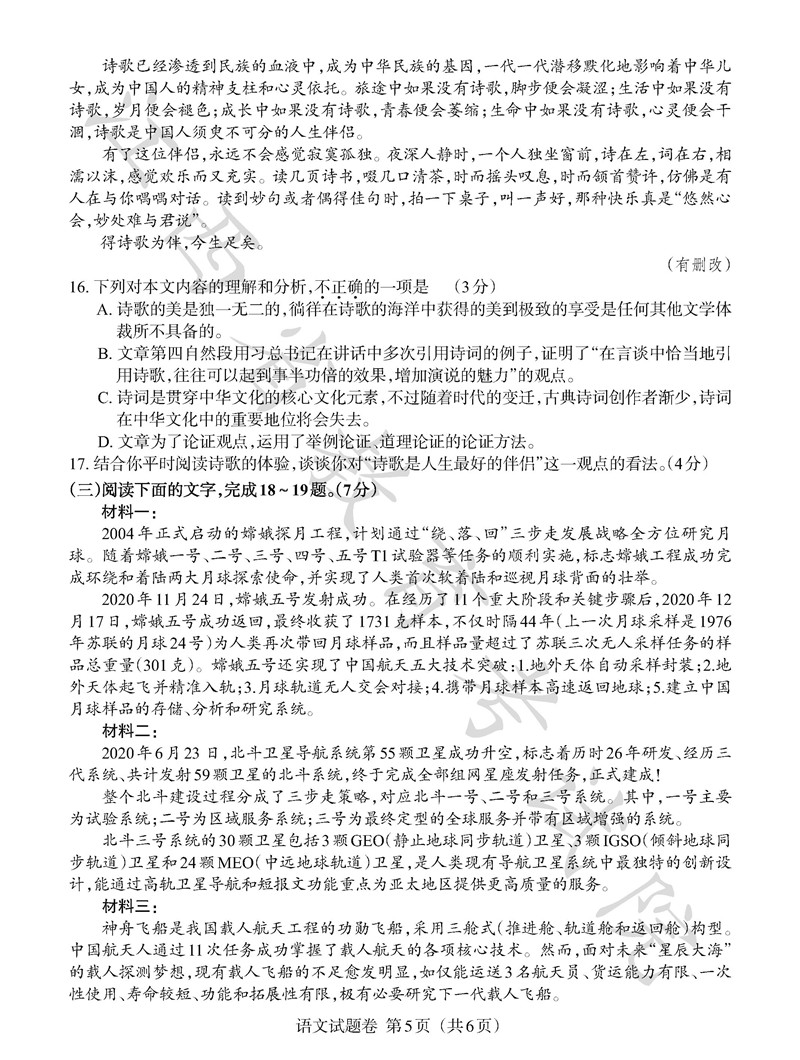 诗歌已经渗透到民族的血液中,成为中华民族的基因,一代一代潜移默化地影响着中华儿
女,成为中国人的精神支柱和心灵依托。旅途中如果没有诗歌,脚步便会凝涩;生活中如果没有
诗歌,岁月便会褪色;成长中如果没有诗歌,青春便会萎缩;生命中如果没有诗歌,心灵便会干
涸,诗歌是中国人须臾不可分的人生伴侣。
有了这位伴侣,永远不会感觉寂寞孤独。夜深人静时,一个人独坐窗前,诗在左,词在右,相
濡以沫,感觉欢乐而又充实。读几页诗书,啜几口清茶,时而摇头叹息,时而颔首赞许,仿佛是有
人在与你喁喁对话。读到妙句或者偶得佳句时,拍一下桌子,叫一声好,那种快乐真是“悠然心
会,妙处难与君说”。
得诗歌为伴,今生足矣。
(有删改)
16. 下列对本文内容的理解和分析,不正确的一项是 (3分)
A. 诗歌的美是独一无二的,徜徉在诗歌的海洋中获得的美到极致的享受是任何其他文学体
裁所不具备的。
B. 文章第四自然段用习总书记在讲话中多次引用诗词的例子,证明了“在言谈中恰当地引
用诗歌,往往可以起到事半功倍的效果,增加演说的魅力”的观点。
C. 诗词是贯穿中华文化的核心文化元素,不过随着时代的变迁,古典诗词创作者渐少,诗词
在中华文化中的重要地位将会失去。
D. 文章为了论证观点,运用了举例论证、道理论证的论证方法。
17. 结合你平时阅读诗歌的体验,谈谈你对“诗歌是人生最好的伴侣”这一观点的看法。(4分)
(三)阅读下面的文字,完成18~19题。(7分)
材料一:
2004年正式启动的嫦娥探月工程,计划通过“绕、落、回”三步走发展战略全方位研究月
球。随着嫦娥一号、二号、三号、四号、五号T1试验器等任务的顺利实施,标志嫦娥工程成功完
成环绕和着陆两大月球探索使命,并实现了人类首次软着陆和巡视月球背面的壮举。
2020年11月24日,嫦娥五号发射成功。在经历了11个重大阶段和关键步骤后,2020年12
月17日,嫦娥五号成功返回,最终收获了1731克样本,不仅时隔44年(上一次月球采样是1976
年苏联的月球24号)为人类再次带回月球样品,而且样品量超过了苏联三次无人采样任务的样
品总重量(301克)。嫦娥五号还实现了中国航天五大技术突破:1.地外天体自动采样封装;2.地
外天体起飞并精准入轨;3.月球轨道无人交会对接;4.携带月球样本高速返回地球;5.建立中国
月球样品的存储、分析和研究系统。
材料二:
2020年6月23日,北斗卫星导航系统第55颗卫星成功升空,标志着历时26年研发、经历三
代系统、共计发射59颗卫星的北斗系统,终于完成全部组网星座发射任务,正式建成!
整个北斗建设过程分成了三步走策略,对应北斗一号、二号和三号系统。其中,一号主要
为试验系统;二号为区域服务系统;三号为最终定型的全球服务并带有区域增强的系统。
北斗三号系统的30颗卫星包括3颗GEO(静止地球同步轨道)卫星、3颗IGSO(倾斜地球同
步轨道)卫星和24颗MEO(中远地球轨道)卫星,是人类现有导航卫星系统中最独特的创新设
计,能通过高轨卫星导航和短报文功能重点为亚太地区提供更高质量的服务。
材料三:
神舟飞船是我国载人航天工程的功勋飞船,采用三舱式(推进舱、轨道舱和返回舱)构型。
中国航天人通过11次任务成功掌握了载人航天的各项核心技术。然而,面对未来“星辰大海”
的载人探测梦想,现有载人飞船的不足愈发明显,如仅能运送3名航天员、货运能力有限、一次
性使用、寿命较短、功能和拓展性有限,极有必要研究下一代载人飞船。
语文试题卷 第5页(共6页)
江西省教育考试院